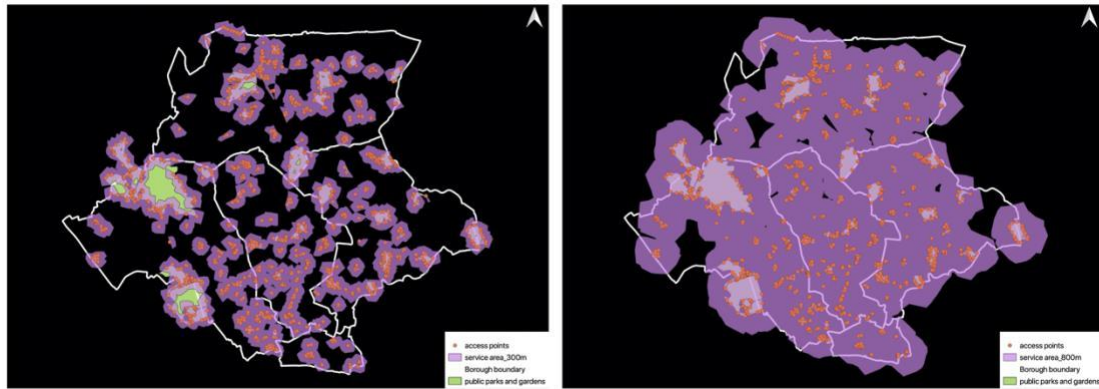 access points
service area_300m
Borough boundary
public parks and gardens
access points
service area_800m
Borough boundary
public parks and gardens